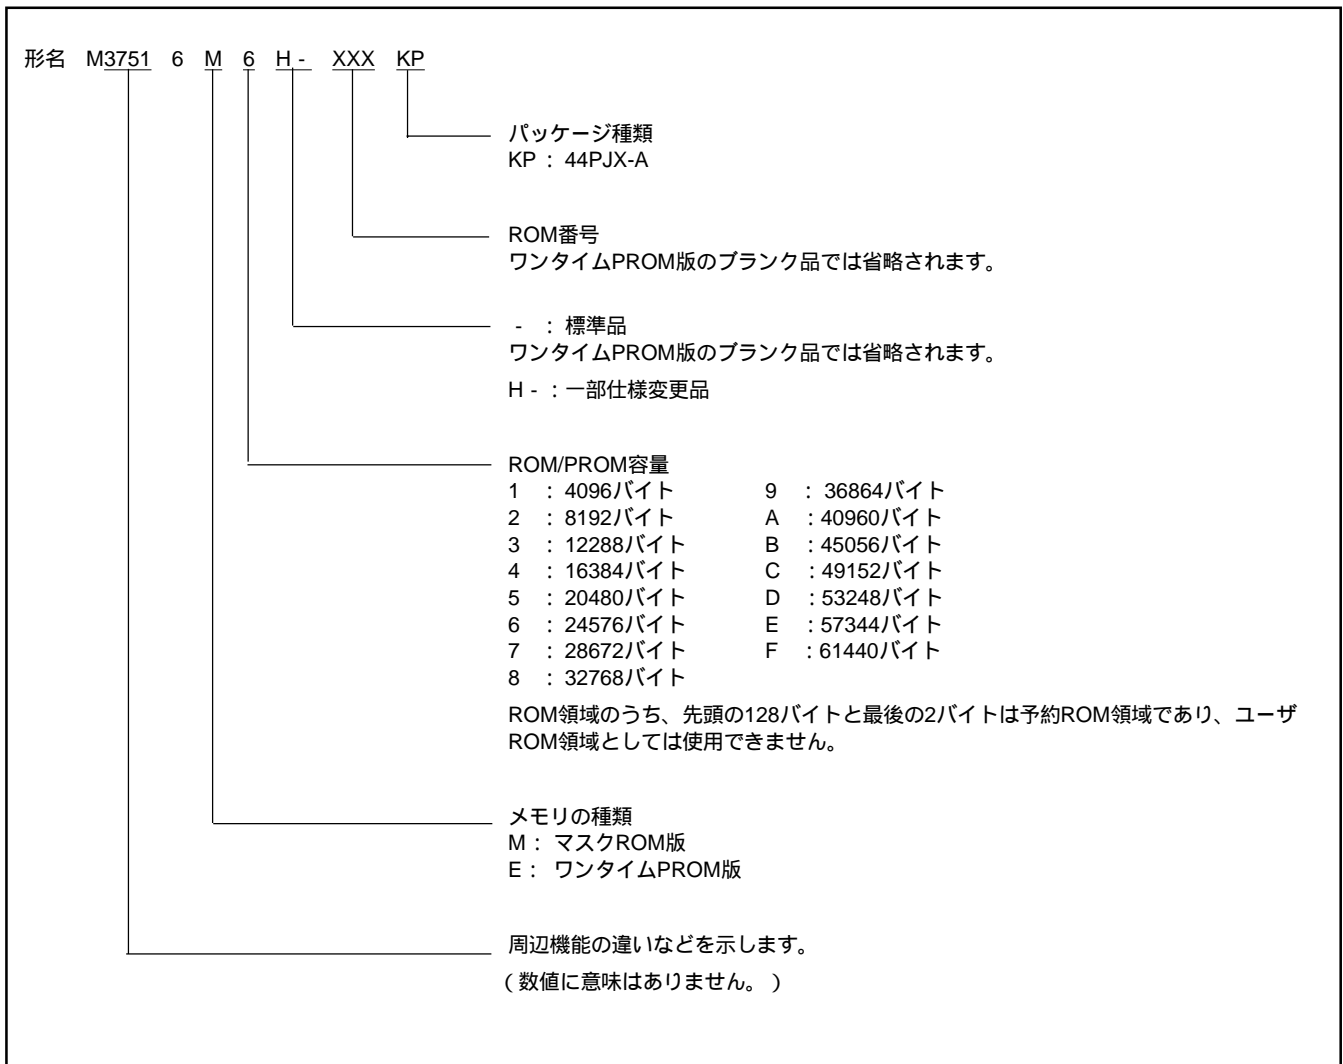 形名 M3751 6 M 6 H - XXX KP
パッケージ種類
KP : 44PJX-A
ROM番号
ワンタイムPROM版のブランク品では省略されます。
- : 標準品
ワンタイムPROM版のブランク品では省略されます。
H - : 一部仕様変更品
ROM/PROM容量
1 : 4096バイト 9 : 36864バイト
2 : 8192バイト A : 40960バイト
3 : 12288バイト B : 45056バイト
4 : 16384バイト C : 49152バイト
5 : 20480バイト D : 53248バイト
6 : 24576バイト E : 57344バイト
7 : 28672バイト F : 61440バイト
8 : 32768バイト
ROM領域のうち、先頭の128バイトと最後の2バイトは予約ROM領域であり、ユーザ
ROM領域としては使用できません。
メモリの種類
M : マスクROM版
E : ワンタイムPROM版
周辺機能の違いなどを示します。
( 数値に意味はありません。 )